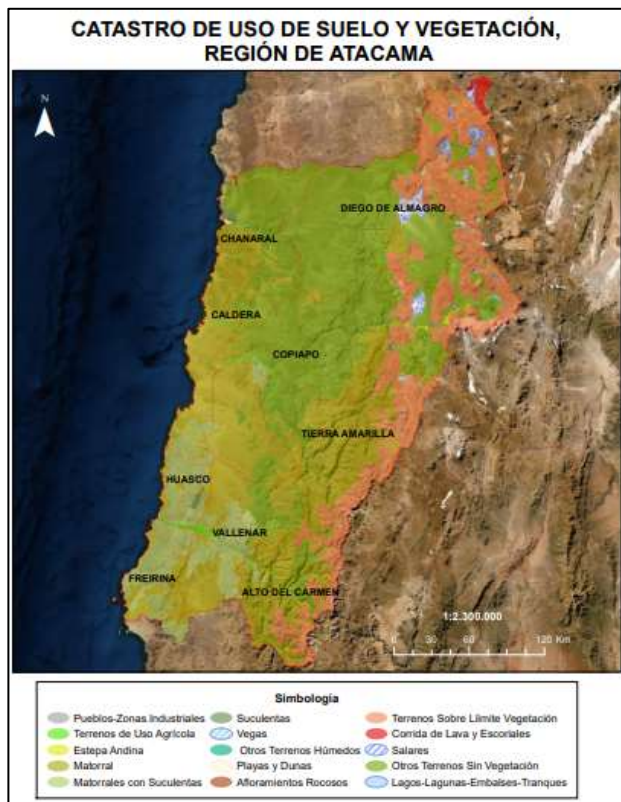 CATASTRO DE USO DE SUELO Y VEGETACIÓN,
REGIÓN DE ATACAMA
N
DIEGO DE ALMAGRO
CHANARAL
CALDERA
COPIAPO
TIERRA AMARILLA
HUASCO
VALLENAR
FREIRINA
ALTO DEL CARMEN
1:2.300.000
0 30 60 120 Km
Simbología
Pueblos-Zonas Industriales
Terrenos de Uso Agrícola
Estepa Andina
Matorral
Matorrales con Suculentas
Suculentas
Vegas
Otros Terrenos Húmedos
Playas y Dunas
Afloramientos Rocosos
Terrenos Sobre Límite Vegetación
Corrida de Lava y Escoriales
Salares
Otros Terrenos Sin Vegetación
Lagos-Lagunas-Embalses-Tranques